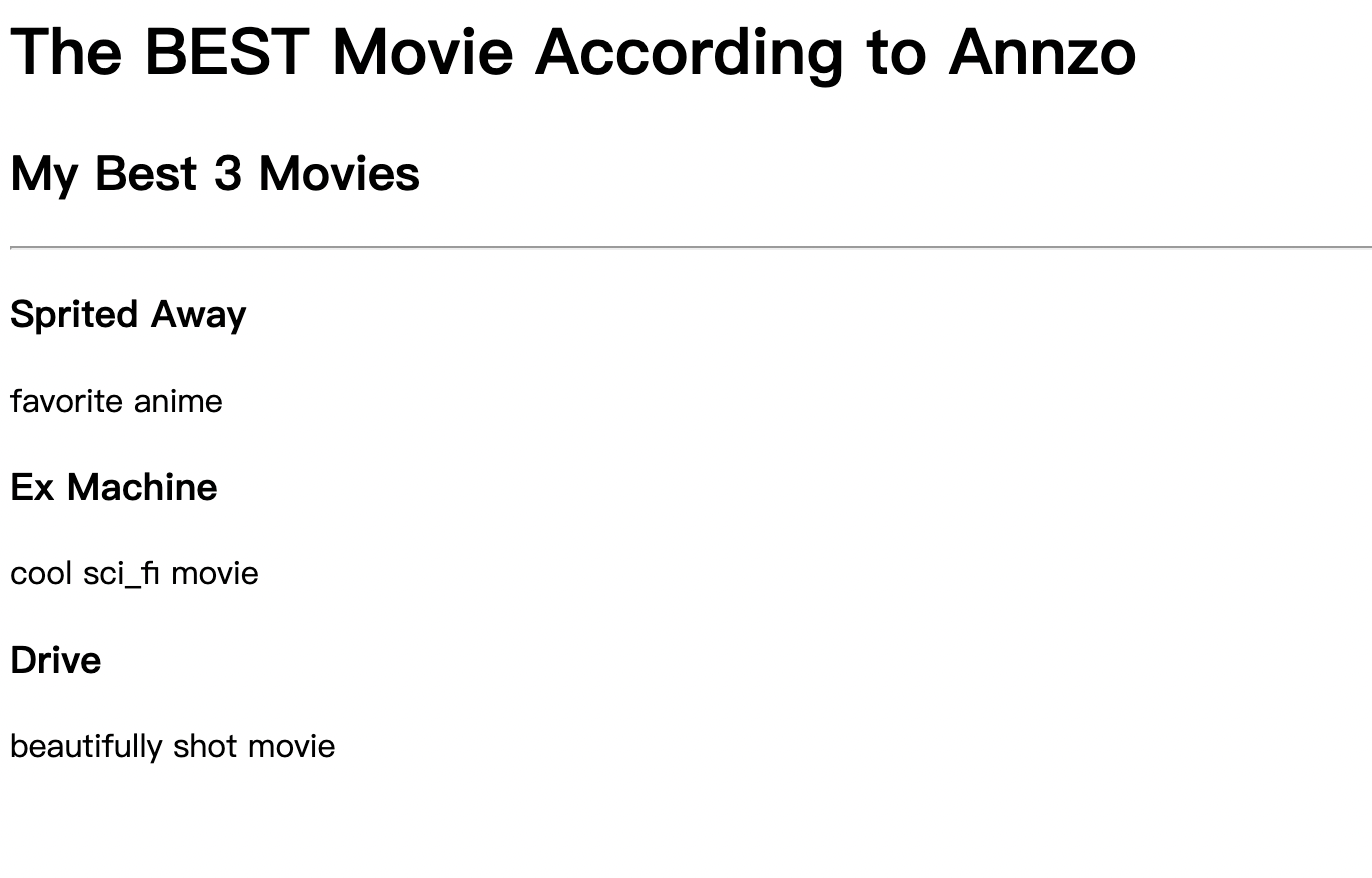 The BEST Movie According to Annzo
My Best 3 Movies
Sprited Away
favorite anime
Ex Machine
cool sci_fi movie
Drive
beautifully shot movie